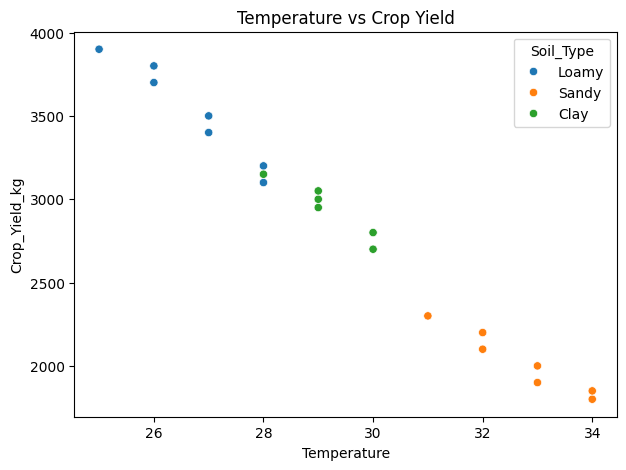 Temperature vs Crop Yield
Soil_Type
Loamy
Sandy
Clay
4000
3500
3000
2500
2000
Crop_Yield_kg
26 28 30 32 34
Temperature